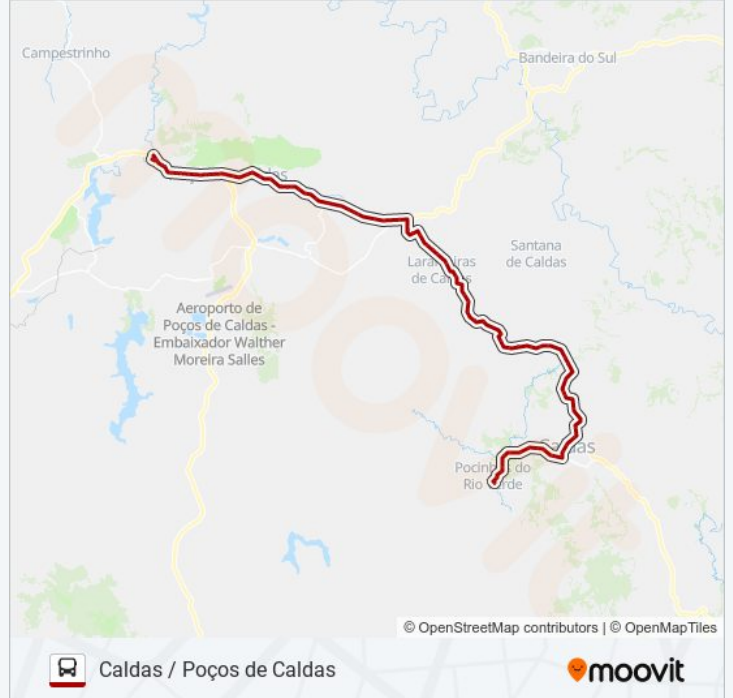 Campestrinho
Bandeira do Sul
Santana
de Caldas
Aeroporto de
Poços de Caldas -
Embaixador Walther
Moreira Salles
Caldas
Rio
© OpenStreetMap contributors | © OpenMapTiles
Caldas / Poços de Caldas
moovit